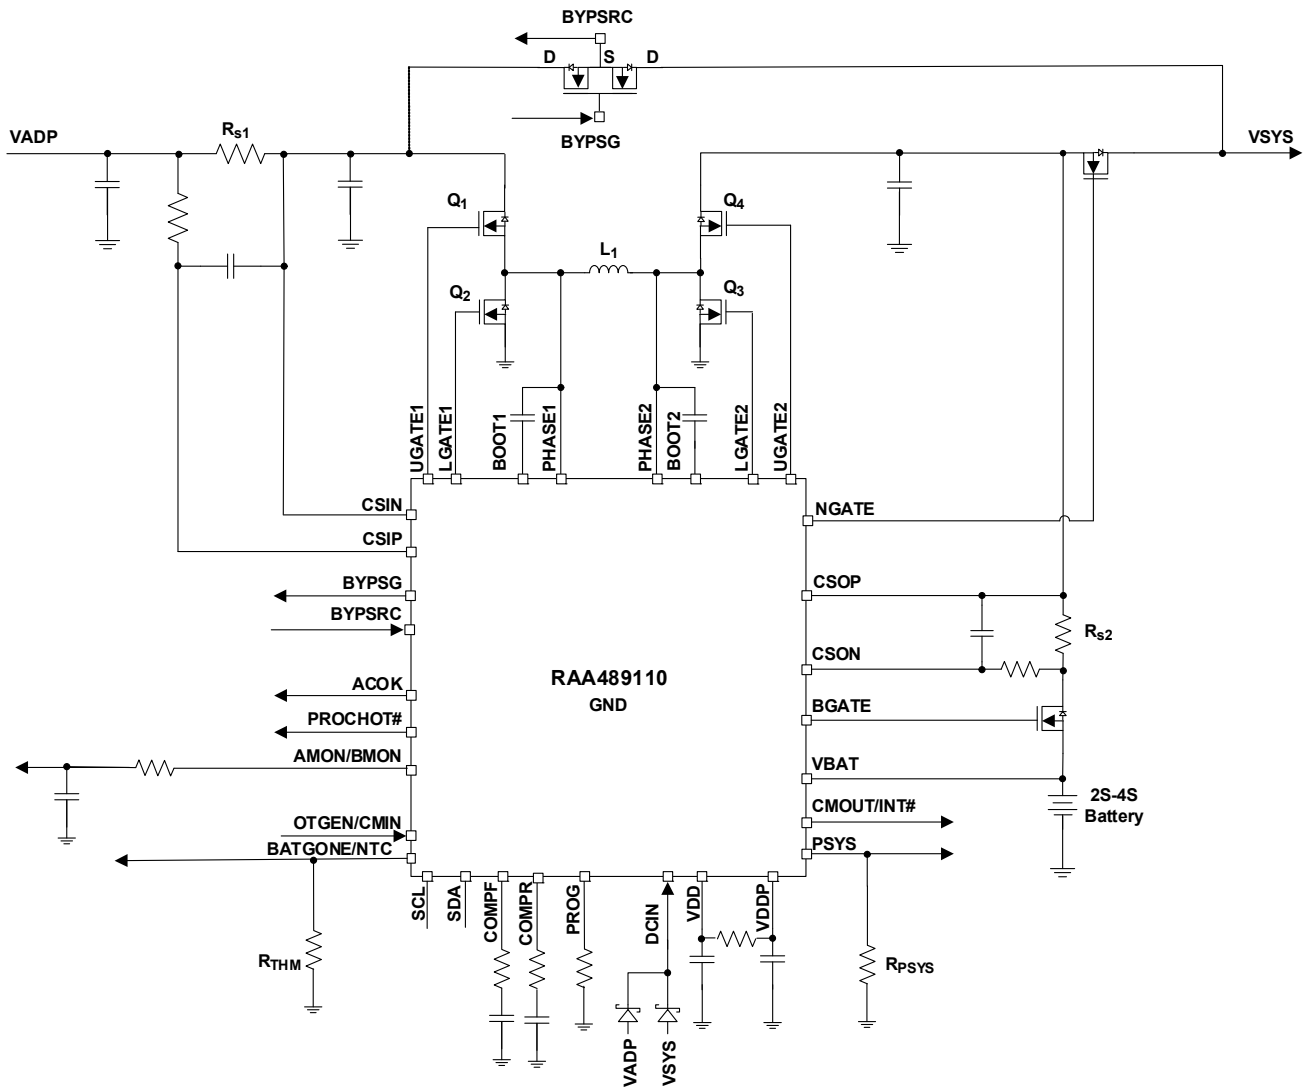 BYPSRC
D S D
BYPSG
VADP
Rs1
VSYS
Q1
Q4
L1
Q2
Q3
UGATE1
LGATE1
BOOT1
PHASE1
PHASE2
BOOT2
LGATE2
UGATE2
CSIN
NGATE
CSIP
BYPSG
CSOP
BYPSRC
Rs2
CSON
RAA489110
GND
ACOK
BGATE
PROCHOT#
AMON/BMON
VBAT
2S-4S
Battery
CMOUT/INT#
OTGEN/CMIN
PSYS
BATGONE/NTC
SCL
SDA
COMPF
COMPR
PROG
DCIN
VDD
VDDP
RTHM
RPSYS
VADP
VSYS